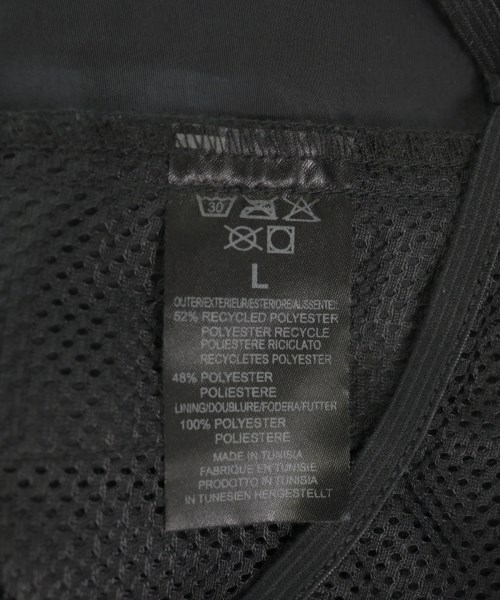 30
L
OUTER/EXTERIEUR/ESTERIORE/AUSSENTEIL
52% RECYCLED POLYESTER
POLYESTER RECYCLE
POLIESTERE RICICLATO
RECYCLETES POLYESTER
48% POLYESTER
POLIESTERE
LINING/DOUBLURE/FODERA/FUTTER
100% POLYESTER
POLIESTERE
MADE IN TUNISIA
FABRIQUE EN TUNISIE
PRODOTTO IN TUNISIA
IN TUNESIEN HERGESTELLT